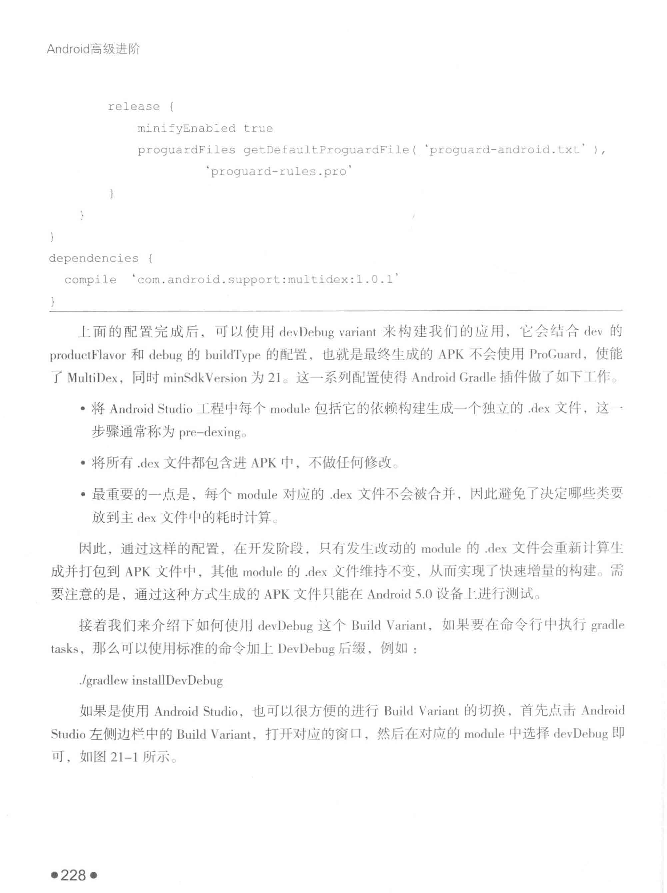 Android高级进阶
release {
minifyEnabled true
proguardFiles getDefaultProguardFile( 'proguard-android.txt' ),
'proguard-rules.pro'
}
}
}
dependencies {
compile 'com.android.support:multidex:1.0.1'
}
上面的配置完成后，可以使用 devDebug variant 来构建我们的应用，它会结合 dev 的
productFlavor 和 debug 的 buildType 的配置，也就是最终生成的 APK 不会使用 ProGuard，使能
了 MultiDex，同时 minSdkVersion 为 21。这一系列配置使得 Android Gradle 插件做了如下工作。
• 将 Android Studio 工程中每个 module 包括它的依赖构建生成一个独立的 .dex 文件，这一
步骤通常称为 pre-dexing。
• 将所有 .dex 文件都包含进 APK 中，不做任何修改。
• 最重要的一点是，每个 module 对应的 .dex 文件不会被合并，因此避免了决定哪些类要
放到主 dex 文件中的耗时计算。
因此，通过这样的配置，在开发阶段，只有发生改动的 module 的 .dex 文件会重新计算生
成并打包到 APK 文件中，其他 module 的 .dex 文件维持不变，从而实现了快速增量的构建。需
要注意的是，通过这种方式生成的 APK 文件只能在 Android 5.0 设备上进行测试。
接着我们来介绍下如何使用 devDebug 这个 Build Variant，如果要在命令行中执行 gradle
tasks，那么可以使用标准的命令加上 DevDebug 后缀，例如：
./gradlew installDevDebug
如果是使用 Android Studio，也可以很方便的进行 Build Variant 的切换，首先点击 Android
Studio 左侧边栏中的 Build Variant，打开对应的窗口，然后在对应的 module 中选择 devDebug 即
可，如图 21-1 所示。
●228●